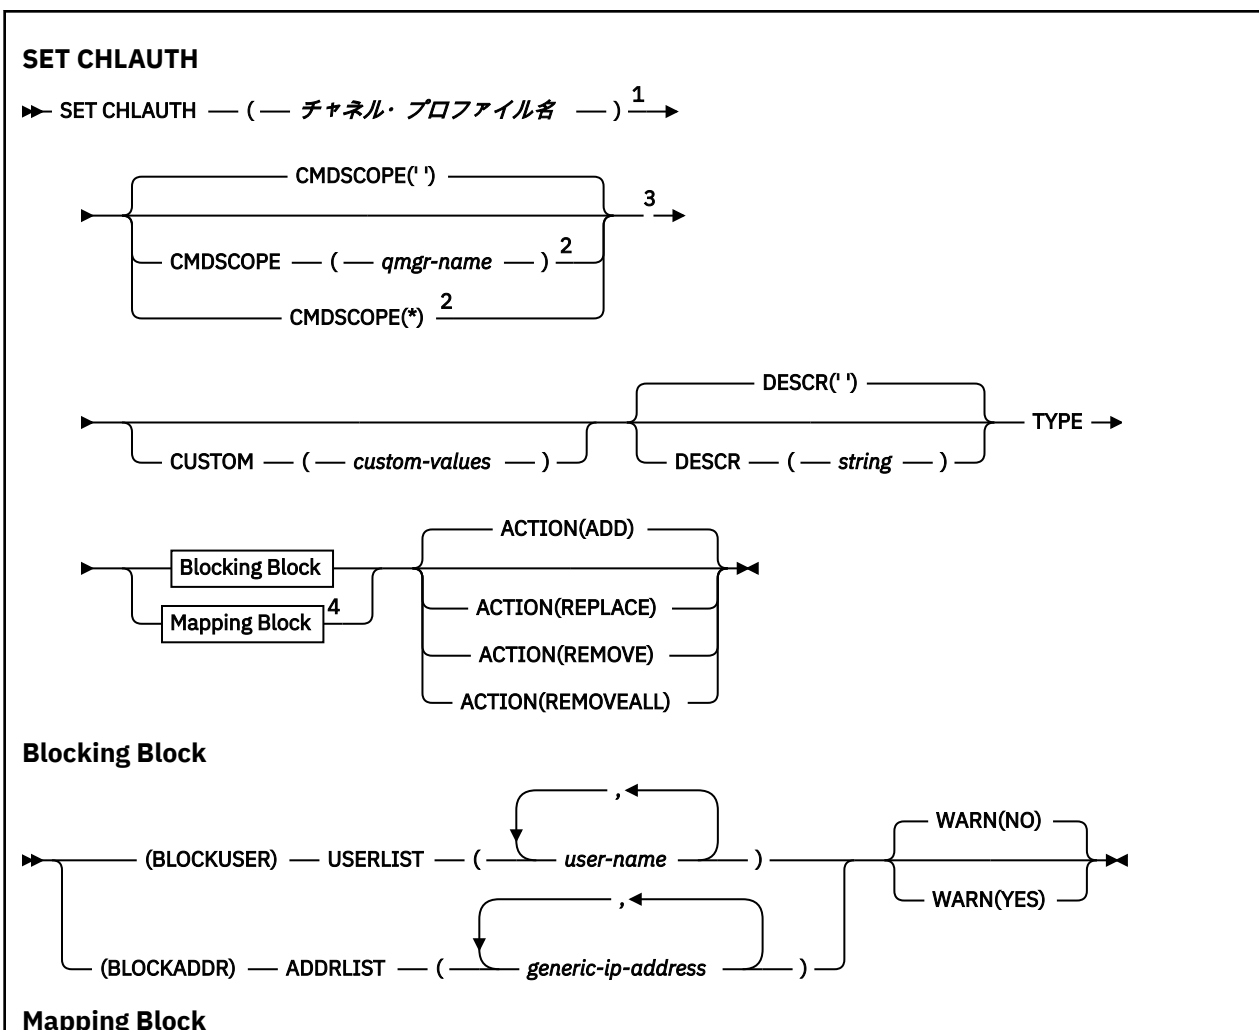 SET CHLAUTH
SET CHLAUTH ( チャネル・プロファイル名 ) 1
CMDSCOPE(' ')
3
CMDSCOPE ( qmgr-name ) 2
CMDSCOPE(*) 2
DESCR(' ')
TYPE
CUSTOM ( custom-values ) DESCR ( string )
ACTION(ADD)
Blocking Block
Mapping Block 4
ACTION(REPLACE)
ACTION(REMOVE)
ACTION(REMOVEALL)
Blocking Block
,
WARN(NO)
(BLOCKUSER) USERLIST ( user-name )
WARN(YES)
,
(BLOCKADDR) ADDRLIST ( generic-ip-address )
Mapping Block